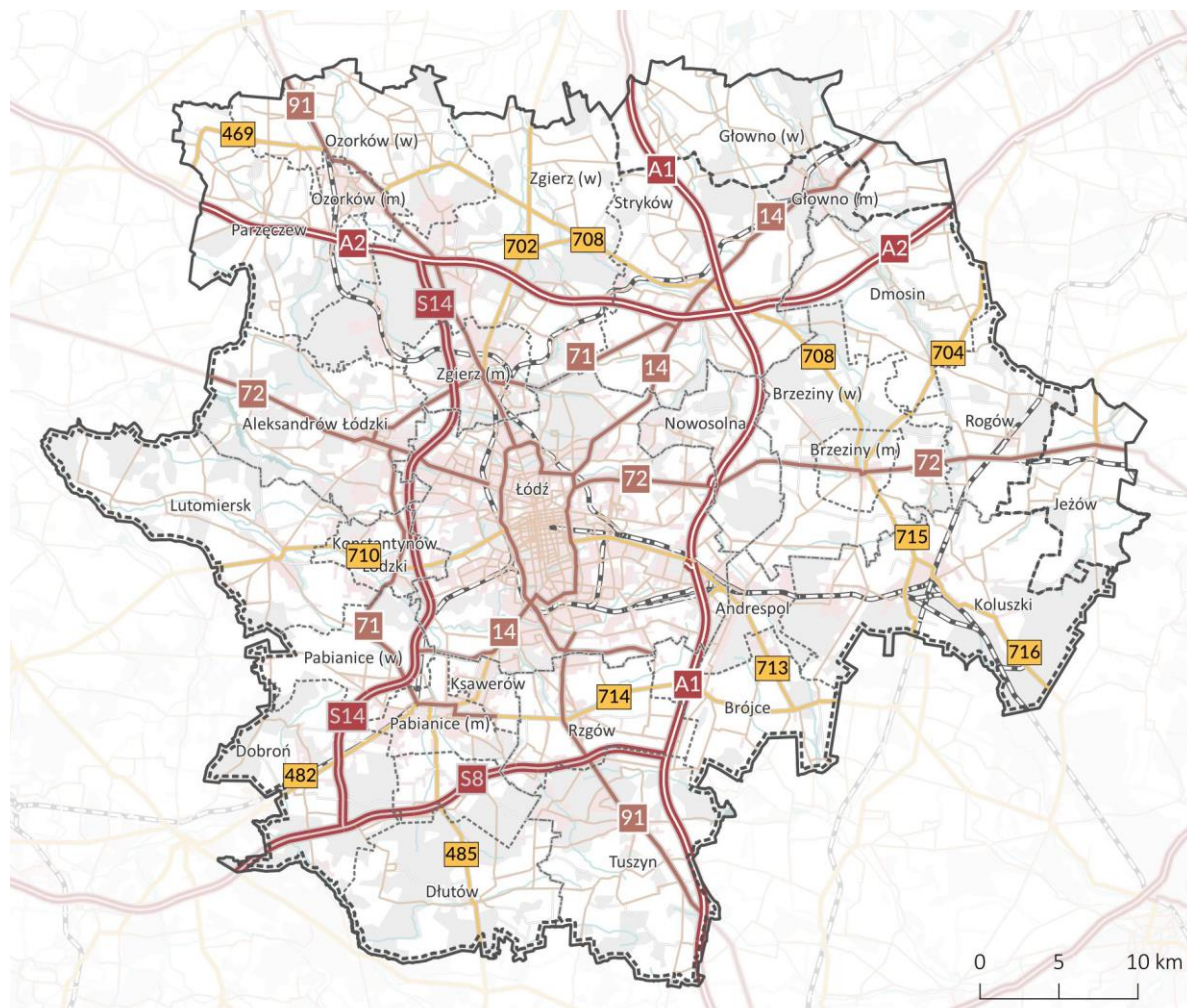 91
469
Ozorków (w)
Głowno (w)
A1
Zgierz (w)
Ozorków (m)
Stryków
Głowno (m)
14
Parzęczew
A2
702
708
A2
Dmosin
S14
71
14
708
704
Zgierz (m)
72
Brzeziny (w)
Aleksandrów Łódzki
Nowosolna
Rogów
Brzeziny (m)
72
72
Łódź
Lutomiersk
Jeżów
715
Konstantynów
710
Łódzki
Koluszki
Andrespol
71
14
716
Pabianice (w)
713
Ksawerów
A1
714
S14
Pabianice (m)
Rzgów
Brójce
Dobroń
482
S8
91
485
Tuszyn
Dłutów
0 5 10 km